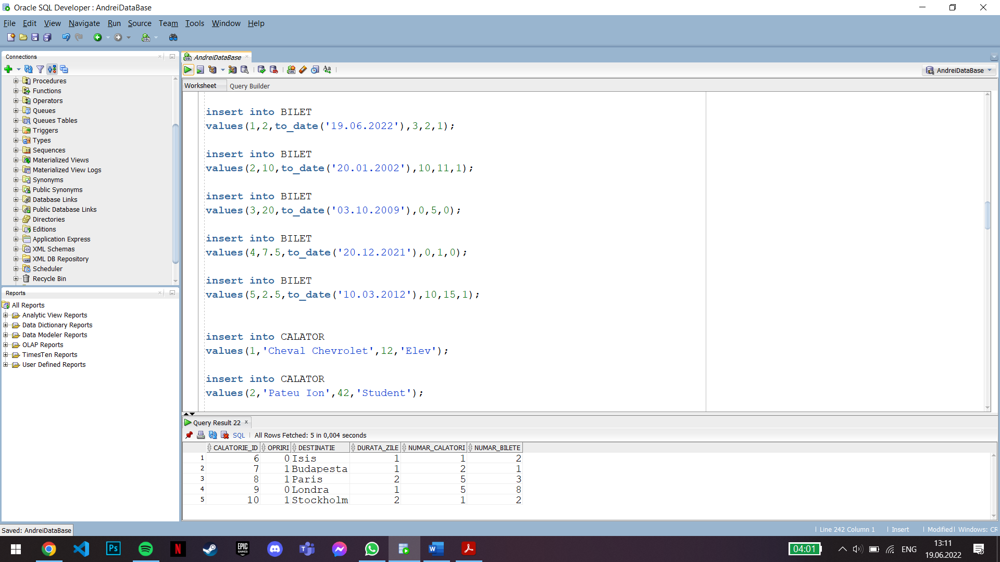 Oracle SQL Developer : AndreiDataBase
File Edit View Navigate Run Source Team Tools Window Help
Connections
Procedures
Functions
Operators
Queues
Queues Tables
Triggers
Types
Sequences
Materialized Views
Materialized View Logs
Synonyms
Public Synonyms
Database Links
Public Database Links
Directories
Editions
Application Express
XML Schemas
XML DB Repository
Scheduler
Recycle Bin
Reports
All Reports
Analytic View Reports
Data Dictionary Reports
Data Modeler Reports
OLAP Reports
TimesTen Reports
User Defined Reports
AndreiDataBase
AndreiDataBase
Worksheet Query Builder
insert into BILET
values(1,2,to_date('19.06.2022'),3,2,1);
insert into BILET
values(2,10,to_date('20.01.2002'),10,11,1);
insert into BILET
values(3,20,to_date('03.10.2009'),0,5,0);
insert into BILET
values(4,7.5,to_date('20.12.2021'),0,1,0);
insert into BILET
values(5,2.5,to_date('10.03.2012'),10,15,1);
insert into CALATOR
values(1,'Cheval Chevrolet',12,'Elev');
insert into CALATOR
values(2,'Pateu Ion',42,'Student');
Query Result 22
SQL All Rows Fetched: 5 in 0,004 seconds
CALATORIE_ID OPRIRI DESTINATIE DURATA_ZILE NUMAR_CALATORI NUMAR_BILETE
1 6 0 Isis 1 1 2
2 7 1 Budapesta 1 2 1
3 8 1 Paris 2 5 3
4 9 0 Londra 1 5 8
5 10 1 Stockholm 2 1 2
Saved: AndreiDataBase
Line 242 Column 1 Insert Modified Windows: CR
Ps
N
EPIC GAMES
W
04:01
ENG
13:11
19.06.2022